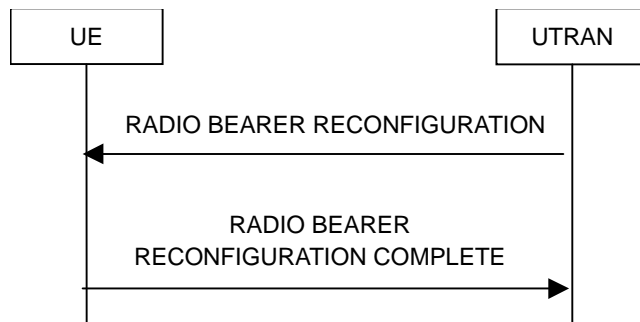 UE
UTRAN
RADIO BEARER RECONFIGURATION
RADIO BEARER
RECONFIGURATION COMPLETE